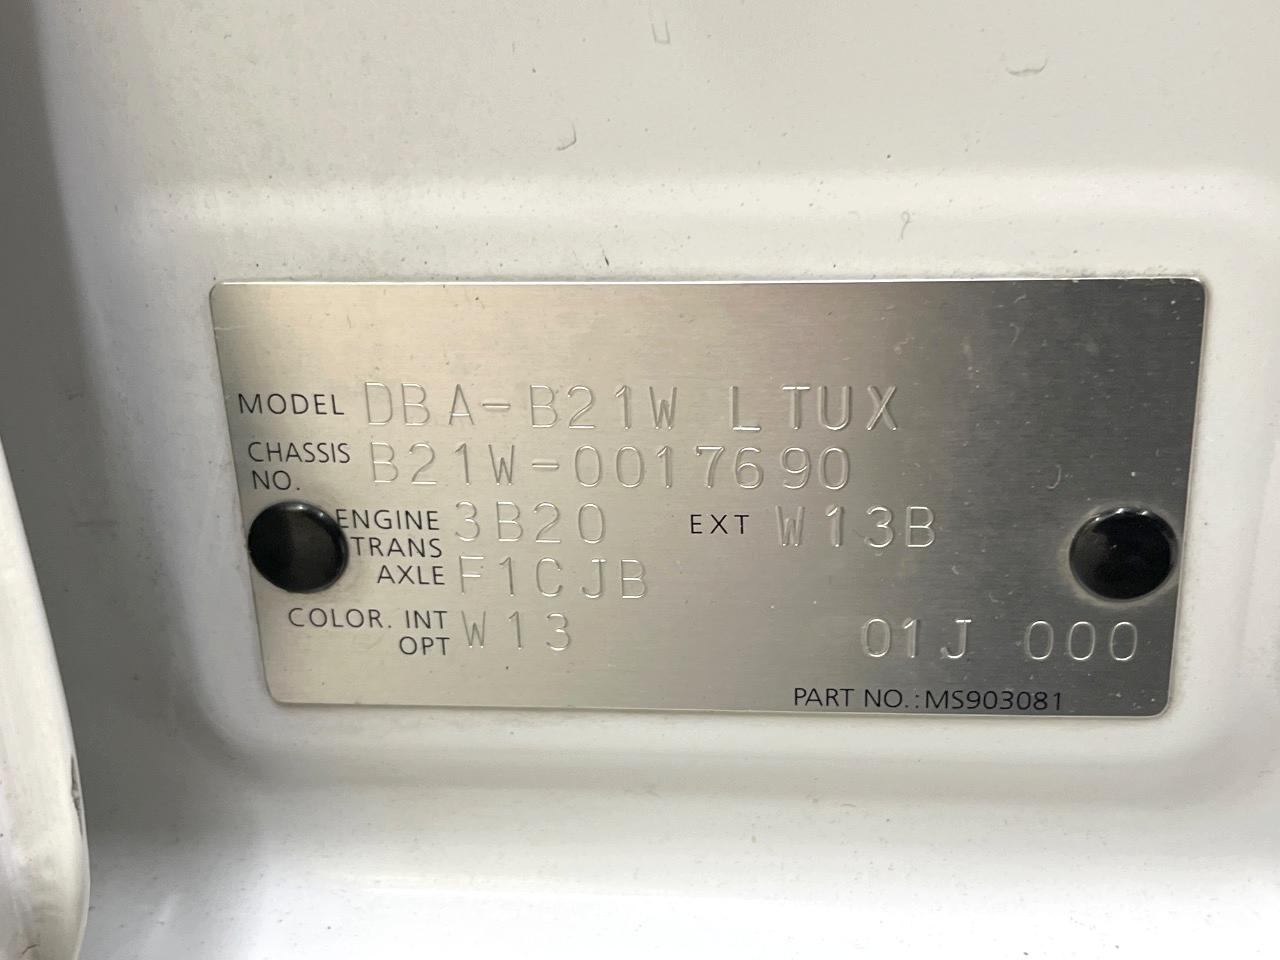 MODEL DBA-B21W LTUX
CHASSIS NO. B21W-0017690
ENGINE 3B20 EXT W13B
TRANS AXLE F1CJB
COLOR. INT OPT W13 01J 000
PART NO.:MS903081